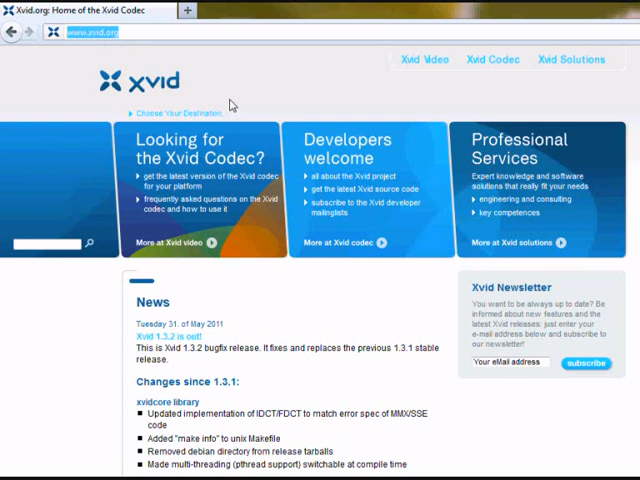 Xvid.org: Home of the Xvid Codec
www.xvid.org
Xvid Video
Xvid Codec
Xvid Solutions
xvid
Choose Your Destination.
Looking for
the Xvid Codec?
get the latest version of the Xvid codec
for your platform
frequently asked questions on the Xvid
codec and how to use it
More at Xvid video
Developers
welcome
all about the Xvid project
get the latest Xvid source code
subscribe to the Xvid developer
mailinglists
More at Xvid codec
Professional
Services
Expert knowledge and software
solutions that really fit your needs
engineering and consulting
key competences
More at Xvid solutions
News
Tuesday 31. of May 2011
Xvid 1.3.2 is out!
This is Xvid 1.3.2 bugfix release. It fixes and replaces the previous 1.3.1 stable
release.
Changes since 1.3.1:
xvidcore library
Updated implementation of IDCT/FDCT to match error spec of MMX/SSE
code
Added "make info" to unix Makefile
Removed debian directory from release tarballs
Made multi-threading (pthread support) switchable at compile time
Xvid Newsletter
You want to be always up to date? Be
informed about new features and the
latest Xvid releases: just enter your
e-mail address below and subscribe to
our newsletter!
Your eMail address
subscribe